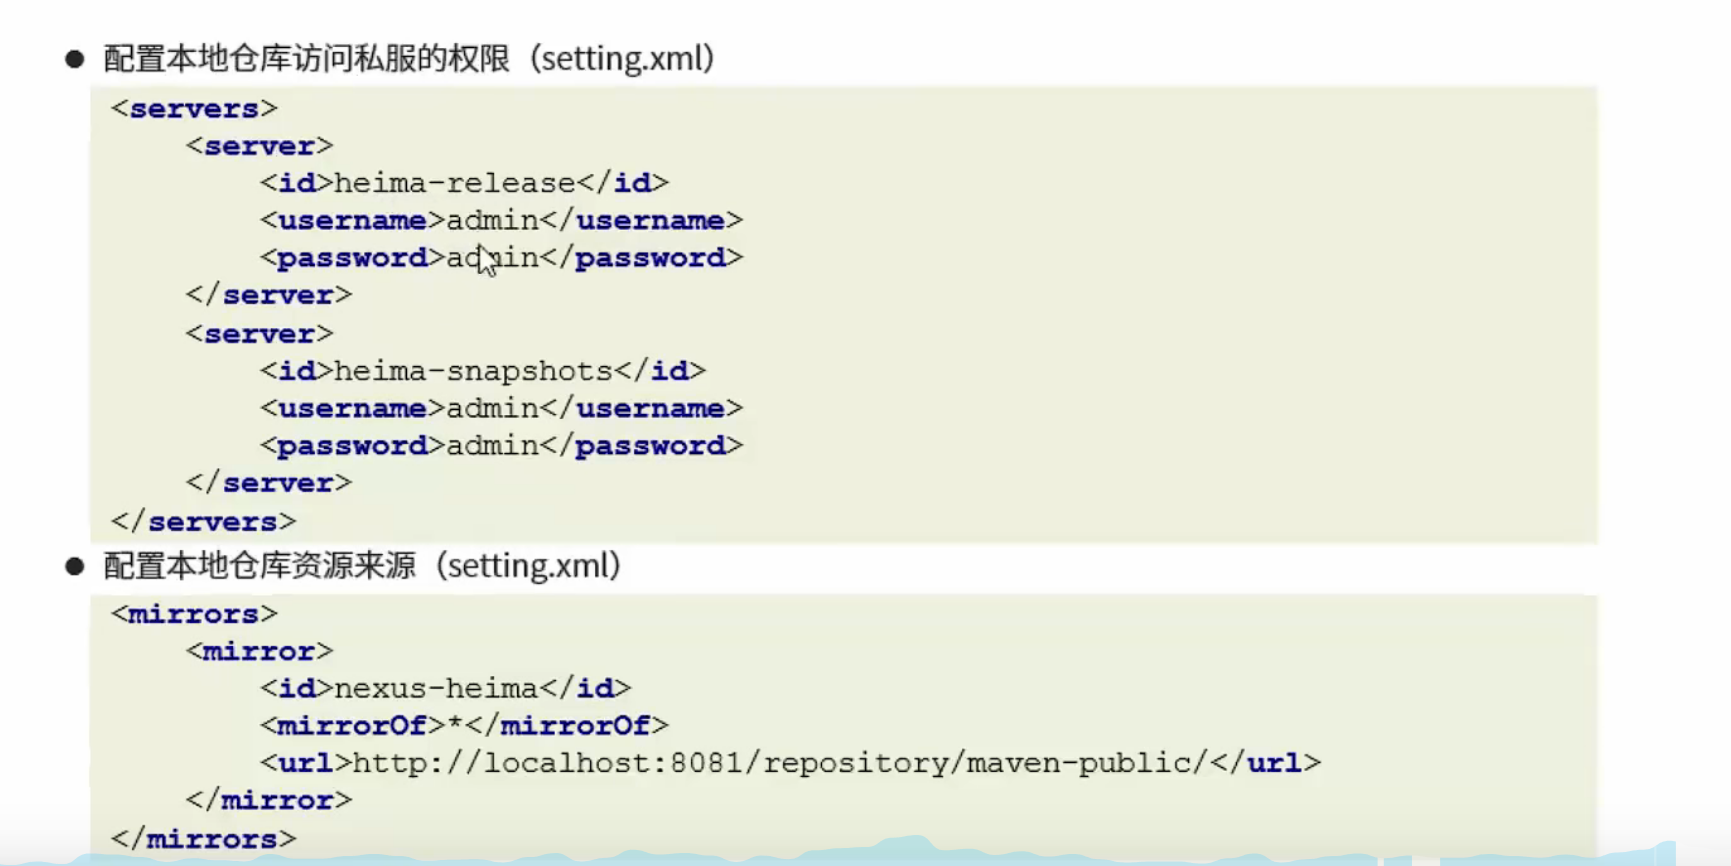 ● 配置本地仓库访问私服的权限（setting.xml）
<servers>
<server>
<id>heima-release</id>
<username>admin</username>
<password>admin</password>
</server>
<server>
<id>heima-snapshots</id>
<username>admin</username>
<password>admin</password>
</server>
</servers>
● 配置本地仓库资源来源（setting.xml）
<mirrors>
<mirror>
<id>nexus-heima</id>
<mirrorOf>*</mirrorOf>
<url>http://localhost:8081/repository/maven-public/</url>
</mirror>
</mirrors>